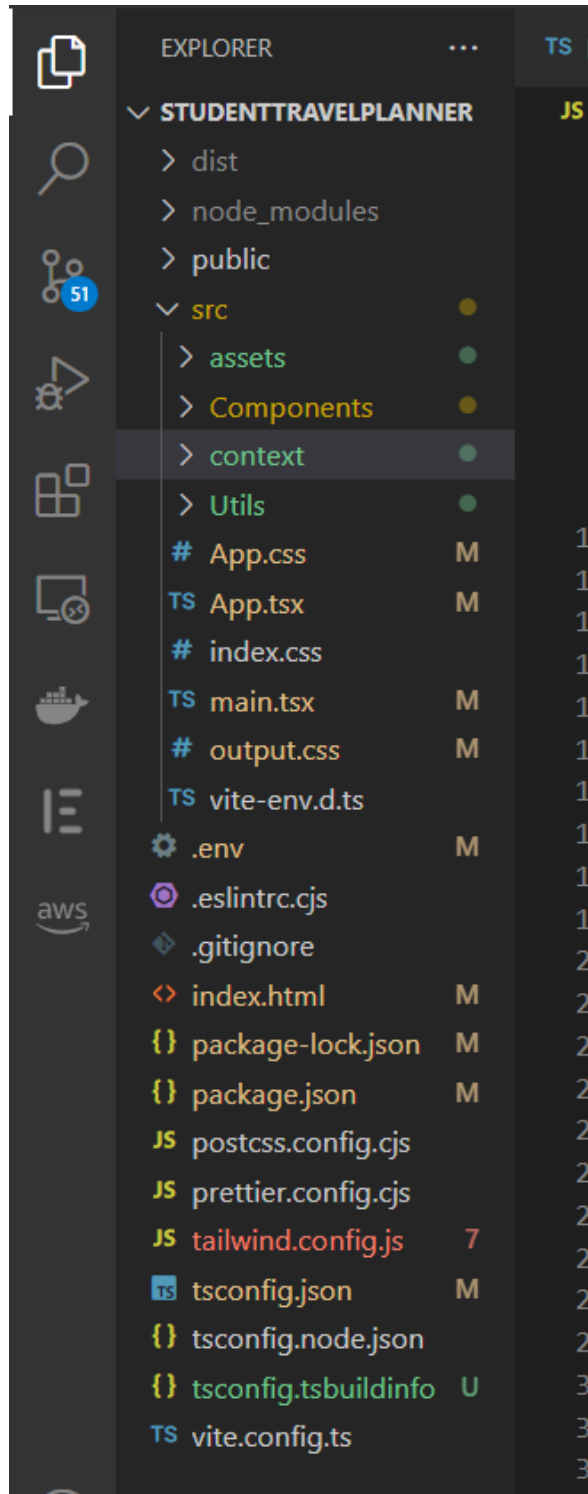 EXPLORER ...
TS
STUDENTTRAVELPLANNER
JS
dist
node_modules
public
51
src
assets
Components
context
Utils
# App.css M
TS App.tsx M
# index.css
TS main.tsx M
# output.css M
TS vite-env.d.ts
.env M
.eslintrc.cjs
aws
.gitignore
<> index.html M
{} package-lock.json M
{} package.json M
JS postcss.config.cjs
JS prettier.config.cjs
JS tailwind.config.js 7
TS tsconfig.json M
{} tsconfig.node.json
{} tsconfig.tsbuildinfo U
TS vite.config.ts